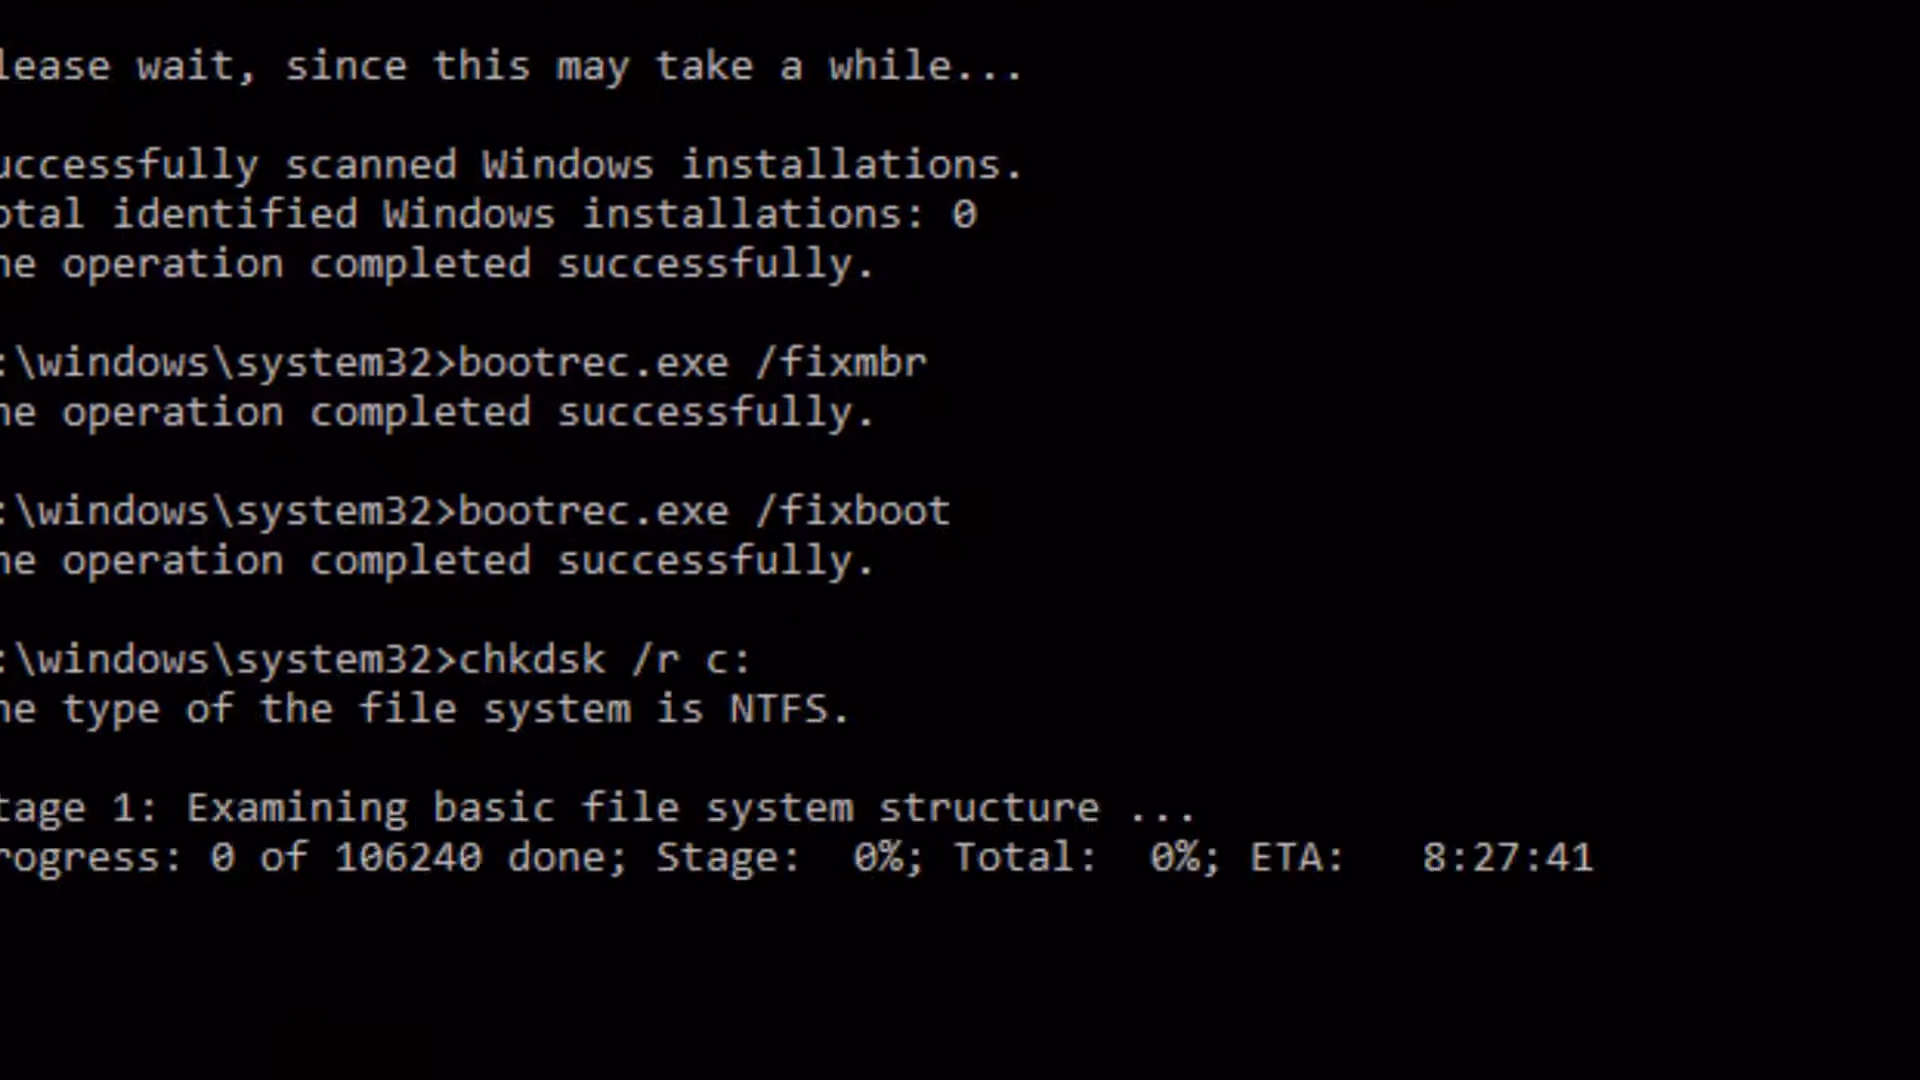 lease wait, since this may take a while...
uccessfully scanned Windows installations.
otal identified Windows installations: 0
he operation completed successfully.
:\windows\system32>bootrec.exe /fixmbr
he operation completed successfully.
:\windows\system32>bootrec.exe /fixboot
he operation completed successfully.
:\windows\system32>chkdsk /r c:
he type of the file system is NTFS.
tage 1: Examining basic file system structure ...
rogress: 0 of 106240 done; Stage:  0%; Total:  0%; ETA:   8:27:41